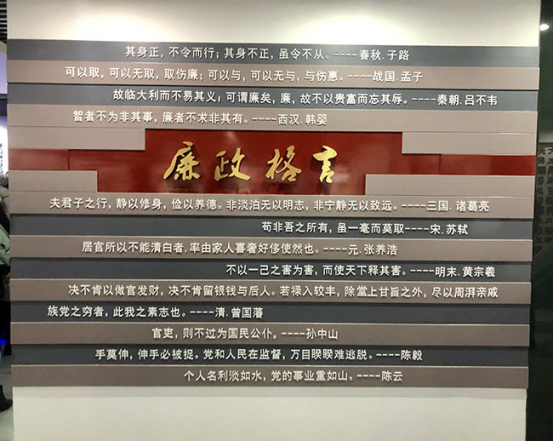 其身正，不令而行；其身不正，虽令不从。----春秋.子路
可以取，可以无取，取伤廉；可以与，可以无与，与伤惠。----战国.孟子
故临大利而不易其义；可谓廉矣，廉，故不以贵富而忘其辱。----秦朝.吕不韦
智者不为非其事，廉者不求非其有。----西汉.韩婴
廉政格言
夫君子之行，静以修身，俭以养德。非淡泊无以明志，非宁静无以致远。----三国.诸葛亮
苟非吾之所有，虽一毫而莫取----宋.苏轼
居官所以不能清白者，率由家人喜奢好侈使然也。----元.张养浩
不以一己之害为害，而使天下释其害。----明末.黄宗羲
决不肯以做官发财，决不肯留银钱与后人。若禄入较丰，除堂上甘旨之外，尽以周湃亲戚
族党之穷者，此我之素志也。----清.曾国藩
官吏，则不过为国民公仆。----孙中山
手莫伸，伸手必被捉。党和人民在监督，万目睽睽难逃脱。----陈毅
个人名利淡如水，党的事业重如山。----陈云